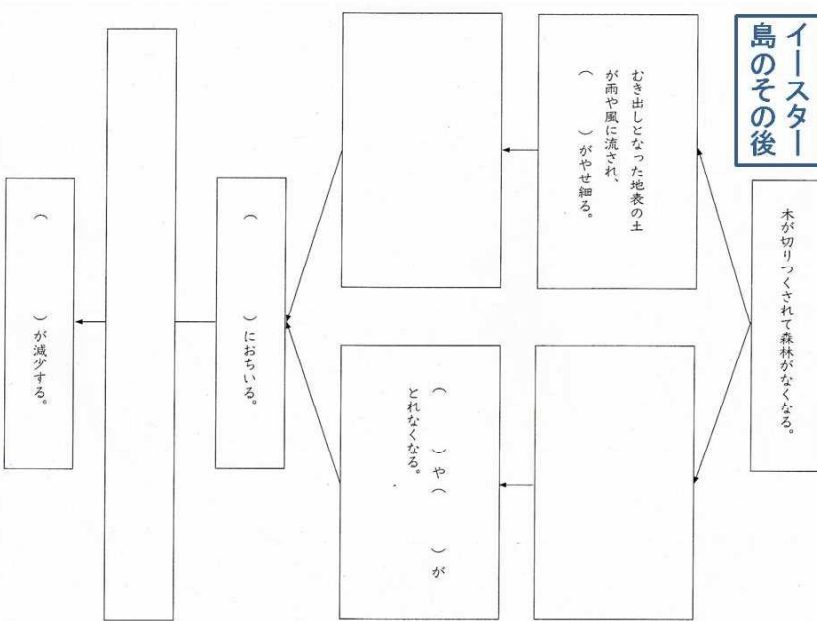 イースター
島のその後
木が切りつくされて森林がなくなる。
むき出しとなった地表の土
が雨や風に流され、
（　　　）がやせ細る。
（　　　）や（　　　）が
とれなくなる。
（　　　　）におちいる。
（　　　　）が減少する。